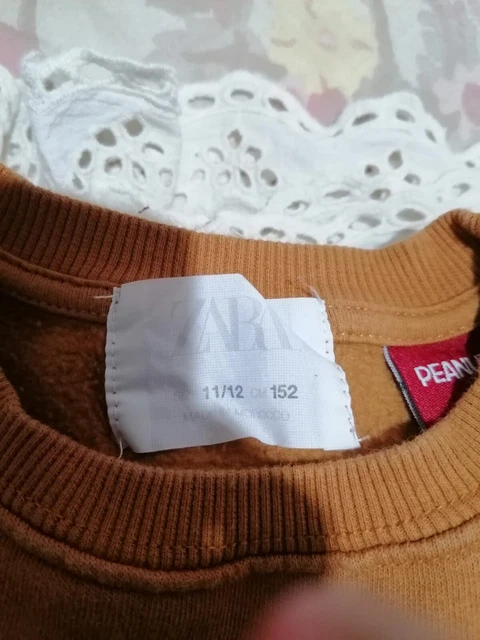 ZARA
11/12 CM 152
MADE IN MOROCCO
PEANU